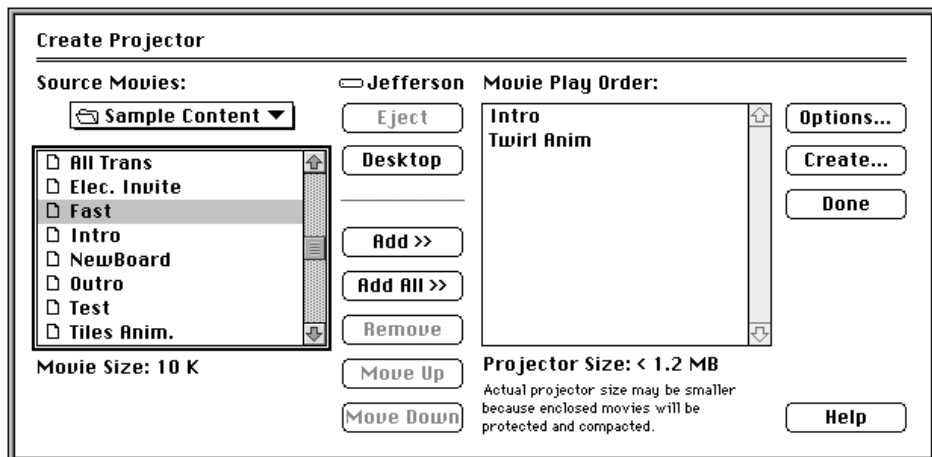 Create Projector
Source Movies:
Sample Content
All Trans
Elec. Invite
Fast
Intro
NewBoard
Outro
Test
Tiles Anim.
Movie Size: 10 K
Jefferson
Eject
Desktop
Add >>
Add All >>
Remove
Move Up
Move Down
Movie Play Order:
Intro
Twirl Anim
Projector Size: < 1.2 MB
Actual projector size may be smaller
because enclosed movies will be
protected and compacted.
Options...
Create...
Done
Help